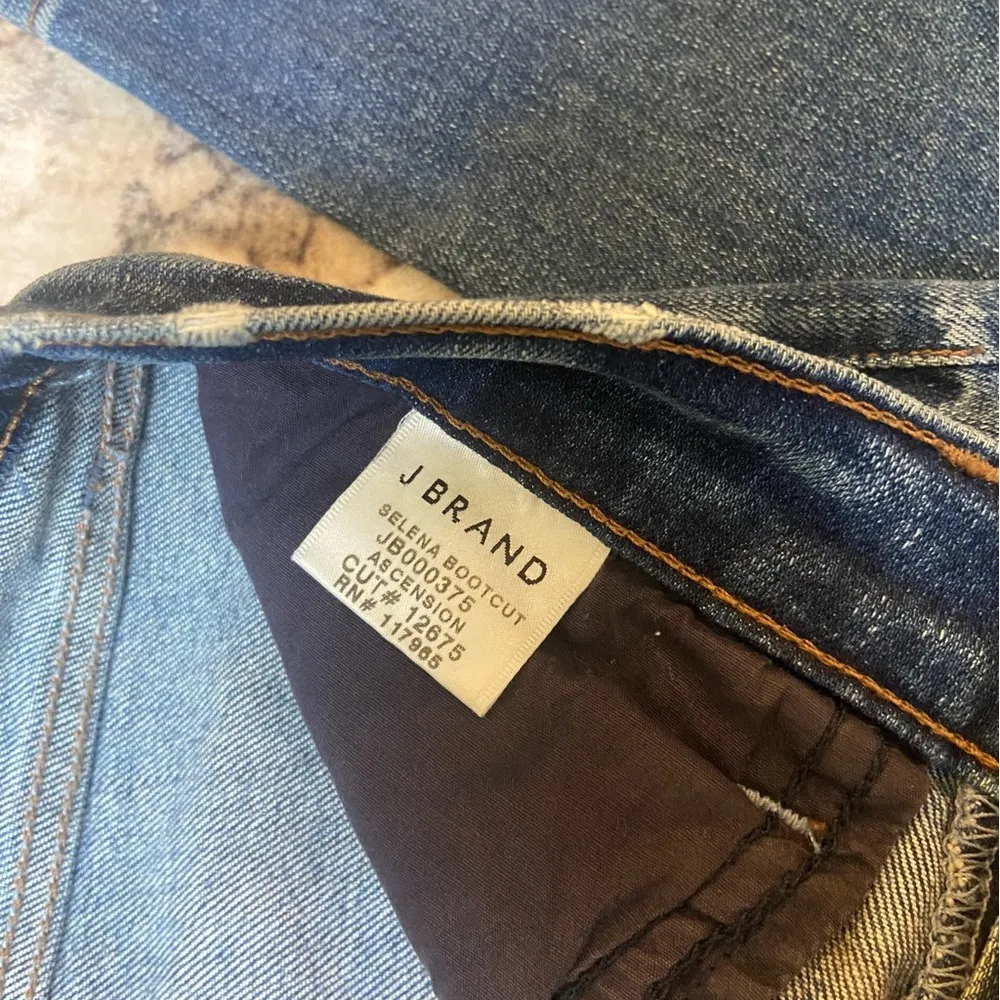 J BRAND
SELENA BOOTCUT
JB000375
ASCENSION
CUT# 12675
RN# 117965